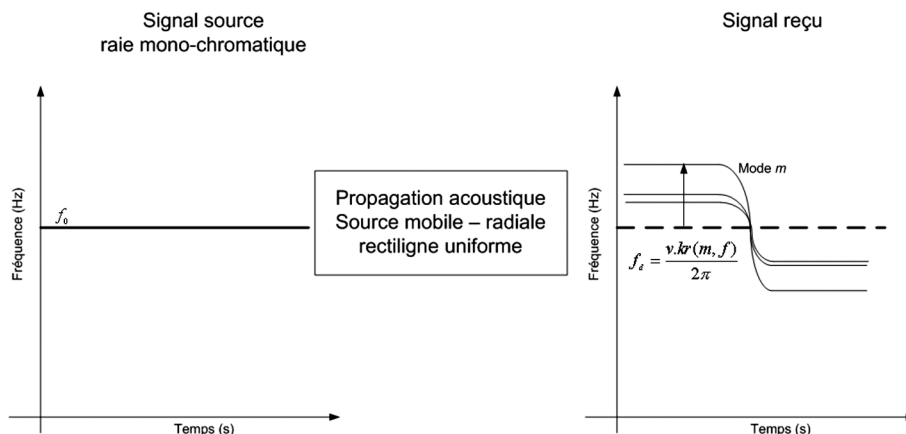 Signal source
raie mono-chromatique
Signal reçu
Fréquence (Hz)
f₀
Temps (s)
Propagation acoustique
Source mobile – radiale
rectiligne uniforme
Fréquence (Hz)
Mode m
f_d = v.kr(m, f) / 2π
Temps (s)